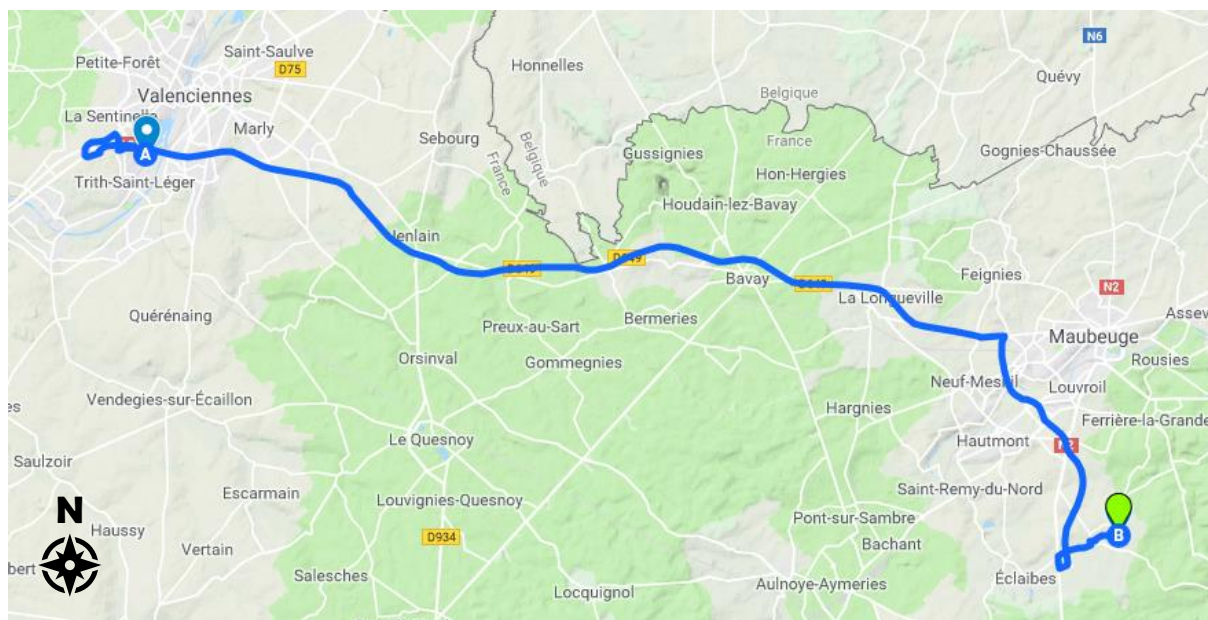 N6
Saint-Saulve
Petite-Forêt
Honnelles
D75
Quévy
Valenciennes
Belgique
La Sentinelle
Marly
Sebourg
Belgique
France
France
Gussignies
Gognies-Chaussée
A
Trith-Saint-Léger
Hon-Hergies
Houdain-lez-Bavay
Jenlain
Feignies
Bavay
N2
La Longueville
Quérénaing
Preux-au-Sart
Bermeries
Assev
Maubeuge
Orsinval
Gommegnies
Rousies
Neuf-Mesnil
Louvroil
Vendegies-sur-Écaillon
Hargnies
Ferrière-la-Grande
Le Quesnoy
Hautmont
N2
Saulzoir
Escarmain
Louvignies-Quesnoy
Saint-Remy-du-Nord
N
Pont-sur-Sambre
Haussy
D934
B
Vertain
Bachant
bert
Salesches
Éclaibes
Aulnoye-Aymeries
Locquignol